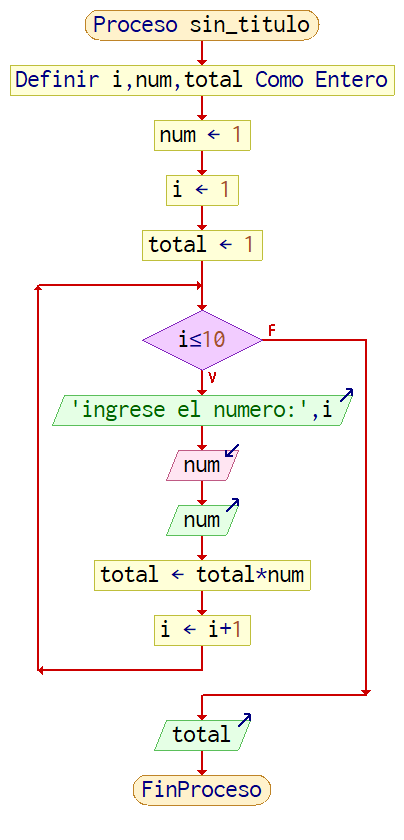 Proceso sin_titulo
Definir i,num,total Como Entero
num ← 1
i ← 1
total ← 1
i≤10
F
V
'ingrese el numero:',i
num
num
total ← total*num
i ← i+1
total
FinProceso